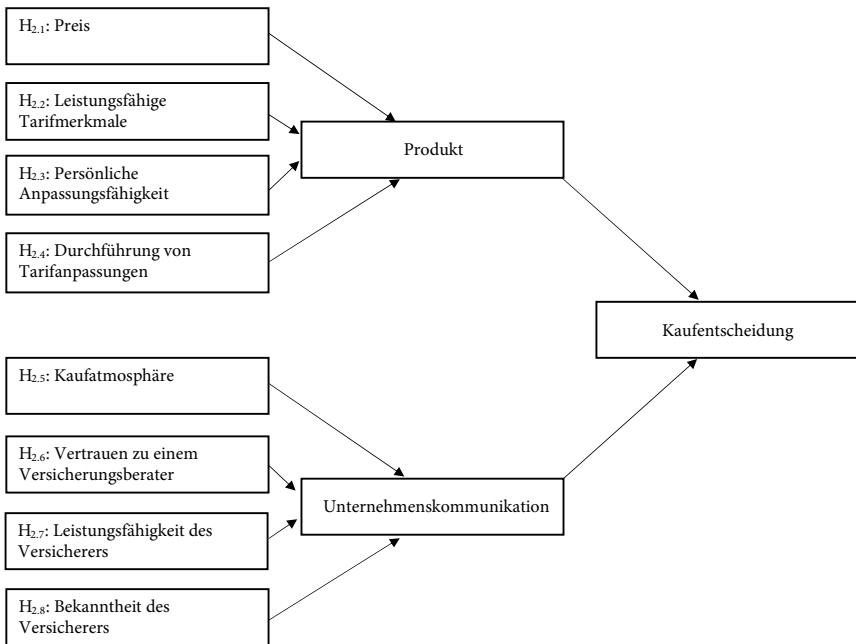 H2.1: Preis
H2.2: Leistungsfähige
Tarifmerkmale
H2.3: Persönliche
Anpassungsfähigkeit
H2.4: Durchführung von
Tarifanpassungen
Produkt
Kaufentscheidung
H2.5: Kaufatmosphäre
H2.6: Vertrauen zu einem
Versicherungsberater
H2.7: Leistungsfähigkeit des
Versicherers
H2.8: Bekanntheit des
Versicherers
Unternehmenskommunikation